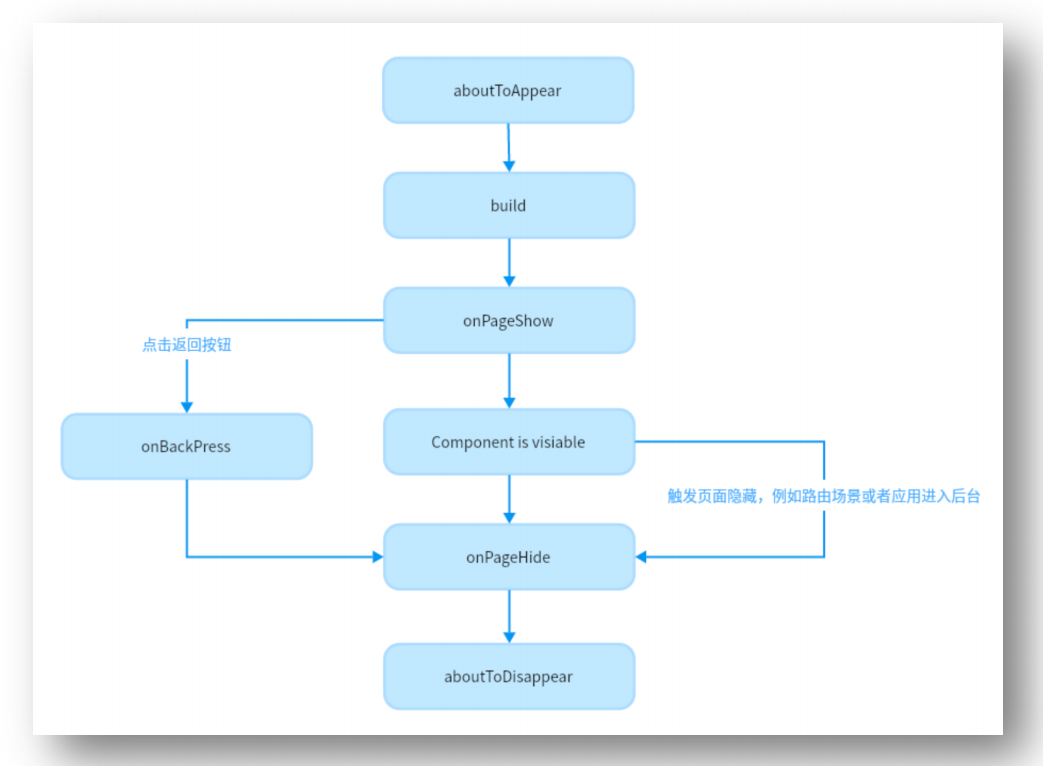 aboutToAppear
build
onPageShow
点击返回按钮
onBackPress
Component is visiable
触发页面隐藏，例如路由场景或者应用进入后台
onPageHide
aboutToDisappear